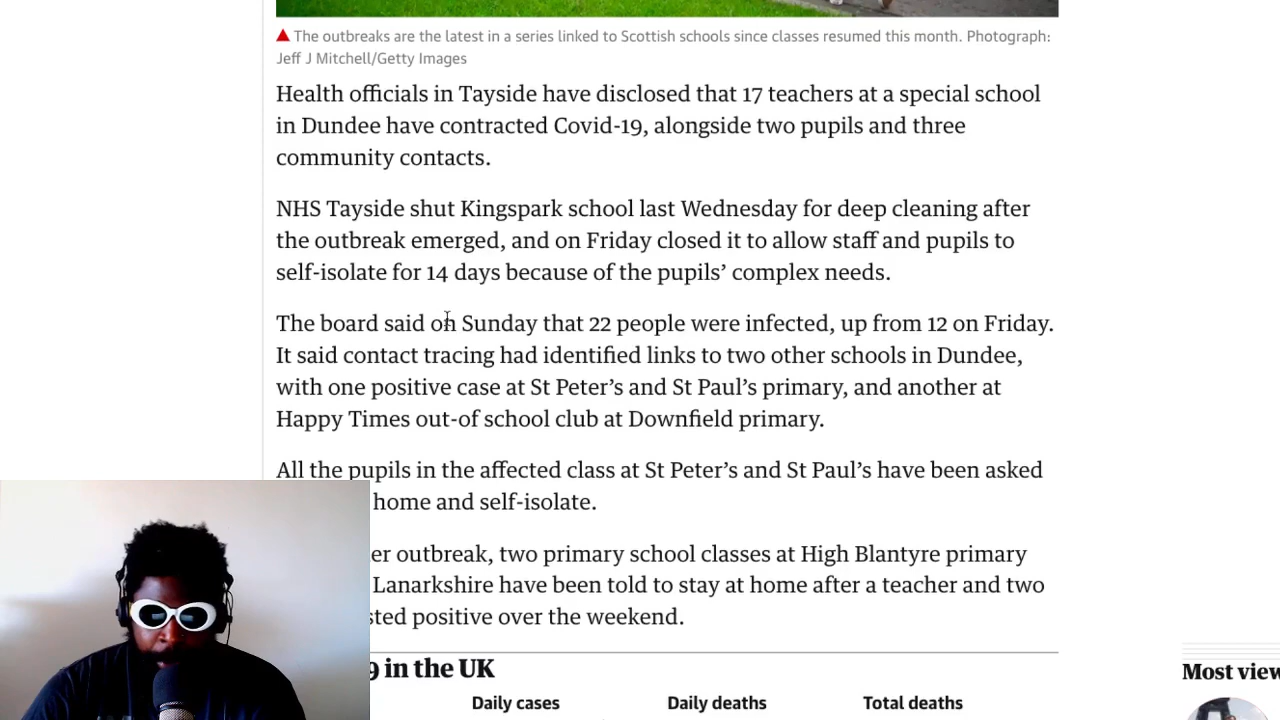 The outbreaks are the latest in a series linked to Scottish schools since classes resumed this month. Photograph:
Jeff J Mitchell/Getty Images
Health officials in Tayside have disclosed that 17 teachers at a special school
in Dundee have contracted Covid-19, alongside two pupils and three
community contacts.
NHS Tayside shut Kingspark school last Wednesday for deep cleaning after
the outbreak emerged, and on Friday closed it to allow staff and pupils to
self-isolate for 14 days because of the pupils’ complex needs.
The board said on Sunday that 22 people were infected, up from 12 on Friday.
It said contact tracing had identified links to two other schools in Dundee,
with one positive case at St Peter’s and St Paul’s primary, and another at
Happy Times out-of school club at Downfield primary.
All the pupils in the affected class at St Peter’s and St Paul’s have been asked
home and self-isolate.
er outbreak, two primary school classes at High Blantyre primary
Lanarkshire have been told to stay at home after a teacher and two
sted positive over the weekend.
9 in the UK
Most view
Daily cases Daily deaths Total deaths